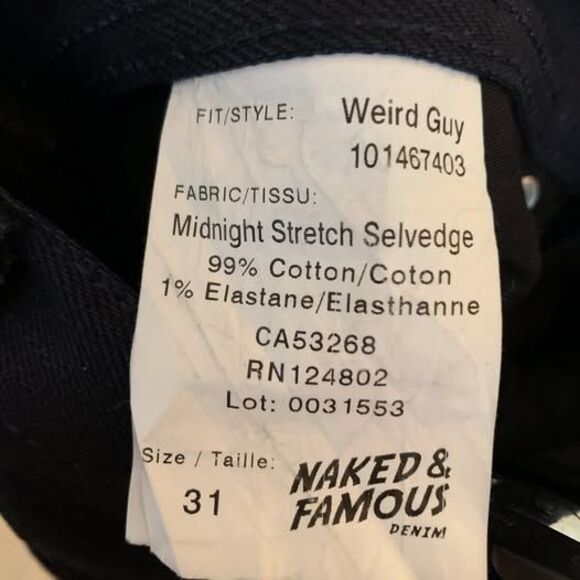 FIT/STYLE: Weird Guy
101467403
FABRIC/TISSU:
Midnight Stretch Selvedge
99% Cotton/Coton
1% Elastane/Elasthanne
CA53268
RN124802
Lot: 0031553
Size / Taille:
31
NAKED &
FAMOUS
DENIM